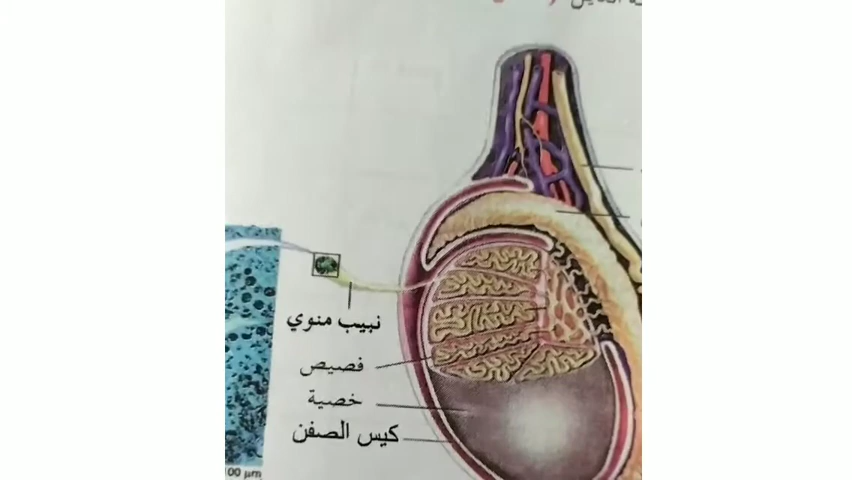 نبيب منوي
فصيص
خصية
كيس الصفن
00 µm